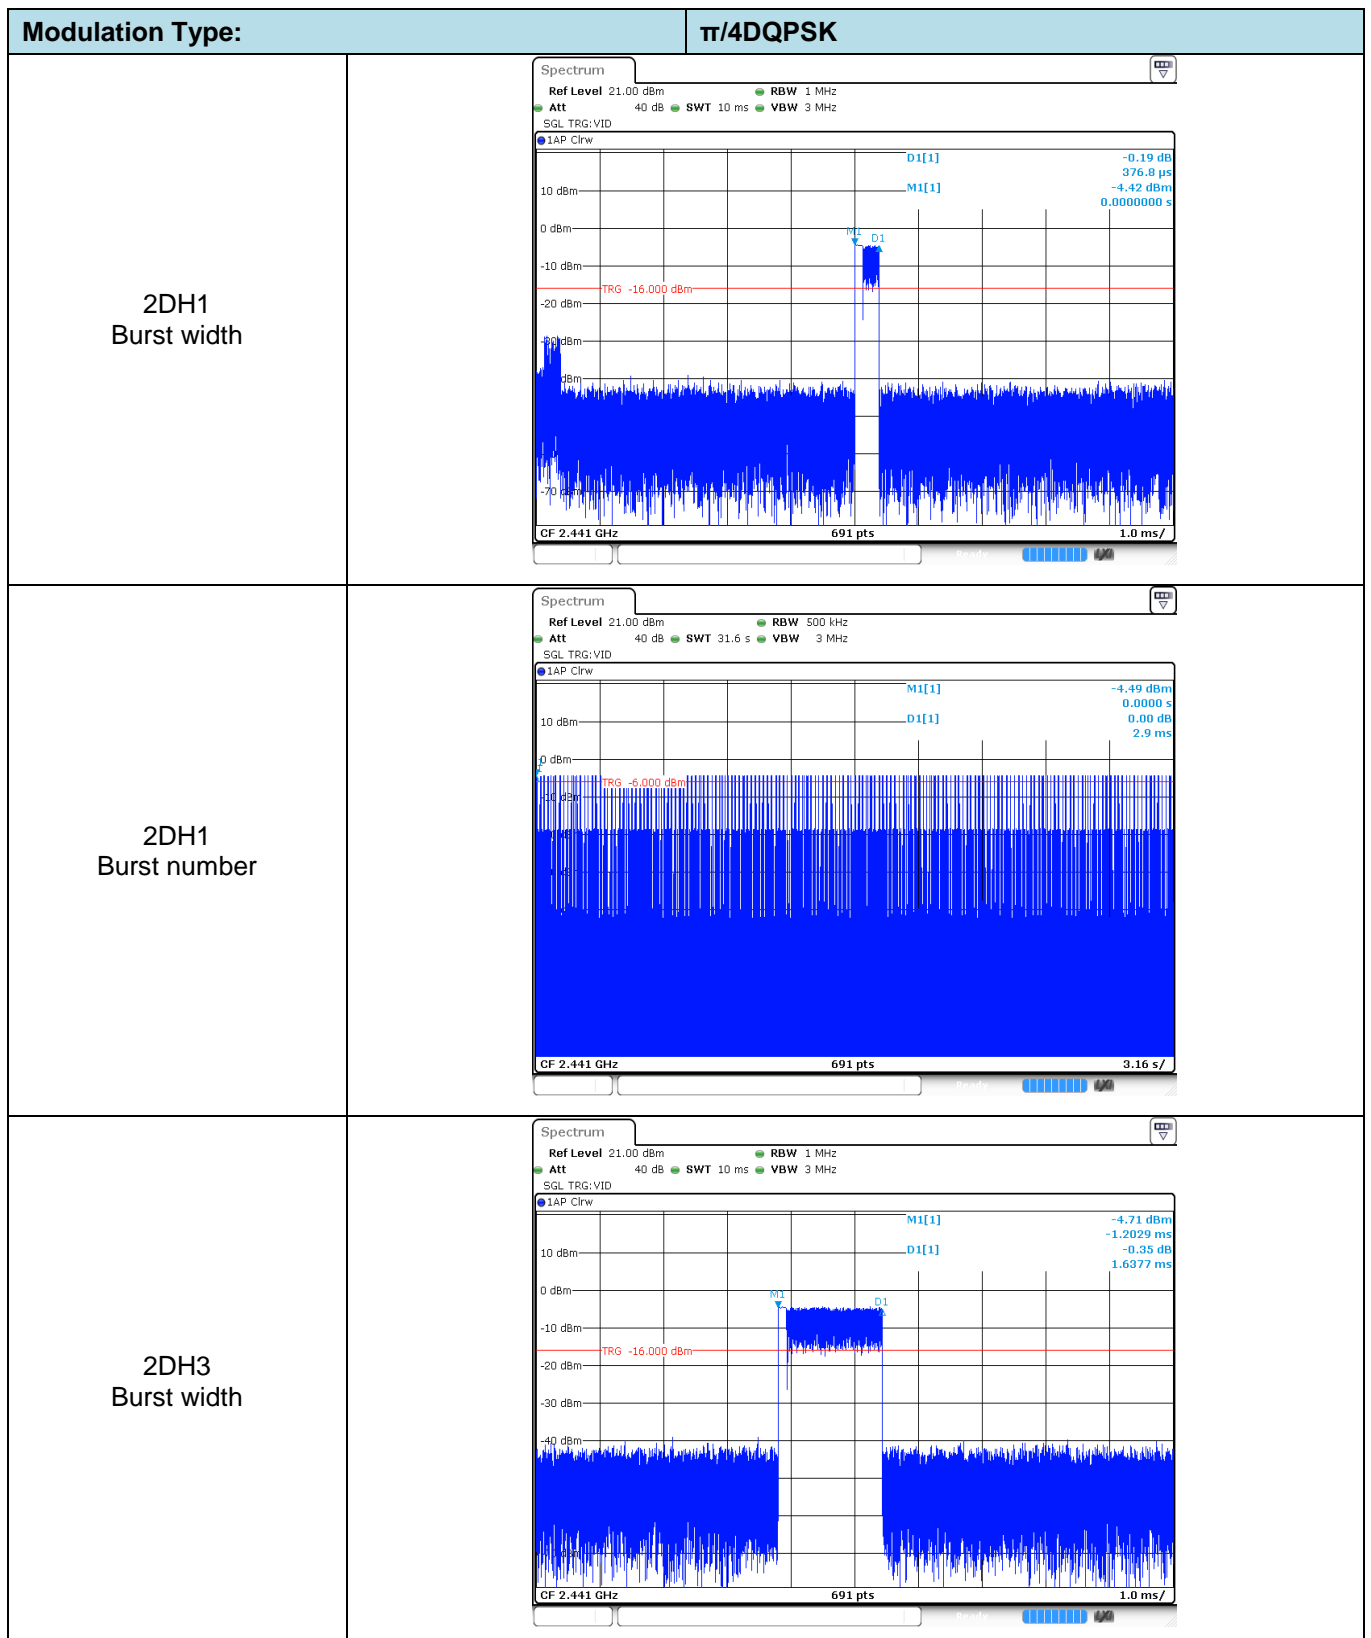 Modulation Type: π/4DQPSK
2DH1
Burst width
Spectrum
Ref Level 21.00 dBm RBW 1 MHz
Att 40 dB SWT 10 ms VBW 3 MHz
SGL TRG:VID
1AP Clrw
D1[1] -0.19 dB
376.8 µs
M1[1] -4.42 dBm
0.0000000 s
10 dBm
0 dBm
M1
D1
-10 dBm
TRG -16.000 dBm
-20 dBm
-30 dBm
dBm
-70 dBm
CF 2.441 GHz 691 pts 1.0 ms/
Ready
2DH1
Burst number
Spectrum
Ref Level 21.00 dBm RBW 500 kHz
Att 40 dB SWT 31.6 s VBW 3 MHz
SGL TRG:VID
1AP Clrw
M1[1] -4.49 dBm
0.0000 s
D1[1] 0.00 dB
2.9 ms
10 dBm
0 dBm
TRG -6.000 dBm
-10 dBm
CF 2.441 GHz 691 pts 3.16 s/
Ready
2DH3
Burst width
Spectrum
Ref Level 21.00 dBm RBW 1 MHz
Att 40 dB SWT 10 ms VBW 3 MHz
SGL TRG:VID
1AP Clrw
M1[1] -4.71 dBm
-1.2029 ms
D1[1] -0.35 dB
1.6377 ms
10 dBm
0 dBm
M1
D1
-10 dBm
TRG -16.000 dBm
-20 dBm
-30 dBm
-40 dBm
CF 2.441 GHz 691 pts 1.0 ms/
Ready